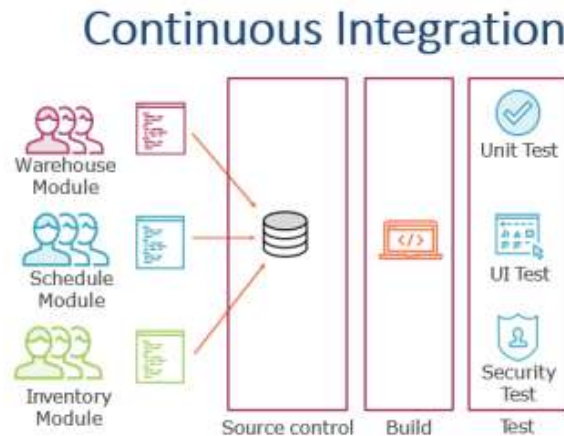 Continuous Integration
Warehouse
Module
Schedule
Module
Inventory
Module
</>
Unit Test
UI Test
Security
Test
Source control
Build
Test